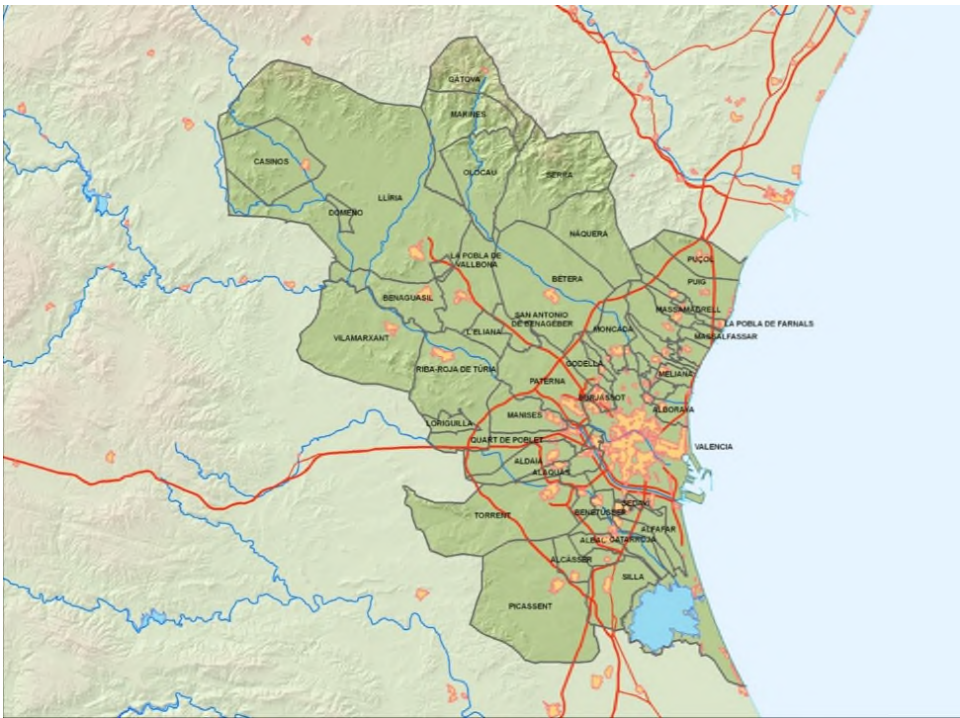 GÁTOVA
MARINES
CASINOS
OLOCAU
SERRA
LLÍRIA
DOMEÑO
NÁQUERA
LA POBLA DE
VALLBONA
PUÇOL
BÉTERA
PUIG
BENAGUASIL
MASSAMAGRELL
SAN ANTONIO
DE BENAGÉBER
LA POBLA DE FARNALS
MONCADA
L'ELIANA
MASSALFASSAR
VILAMARXANT
GODELLA
RIBA-ROJA DE TÚRIA
MELIANA
PATERNA
BURJASSOT
ALBORAYA
MANISES
LORIGUILLA
QUART DE POBLET
VALENCIA
ALDAIA
ALAQUÀS
SEDAVÍ
BENETÚSSER
TORRENT
ALFAFAR
ALBAL
CATARROJA
ALCÀSSER
SILLA
PICASSENT